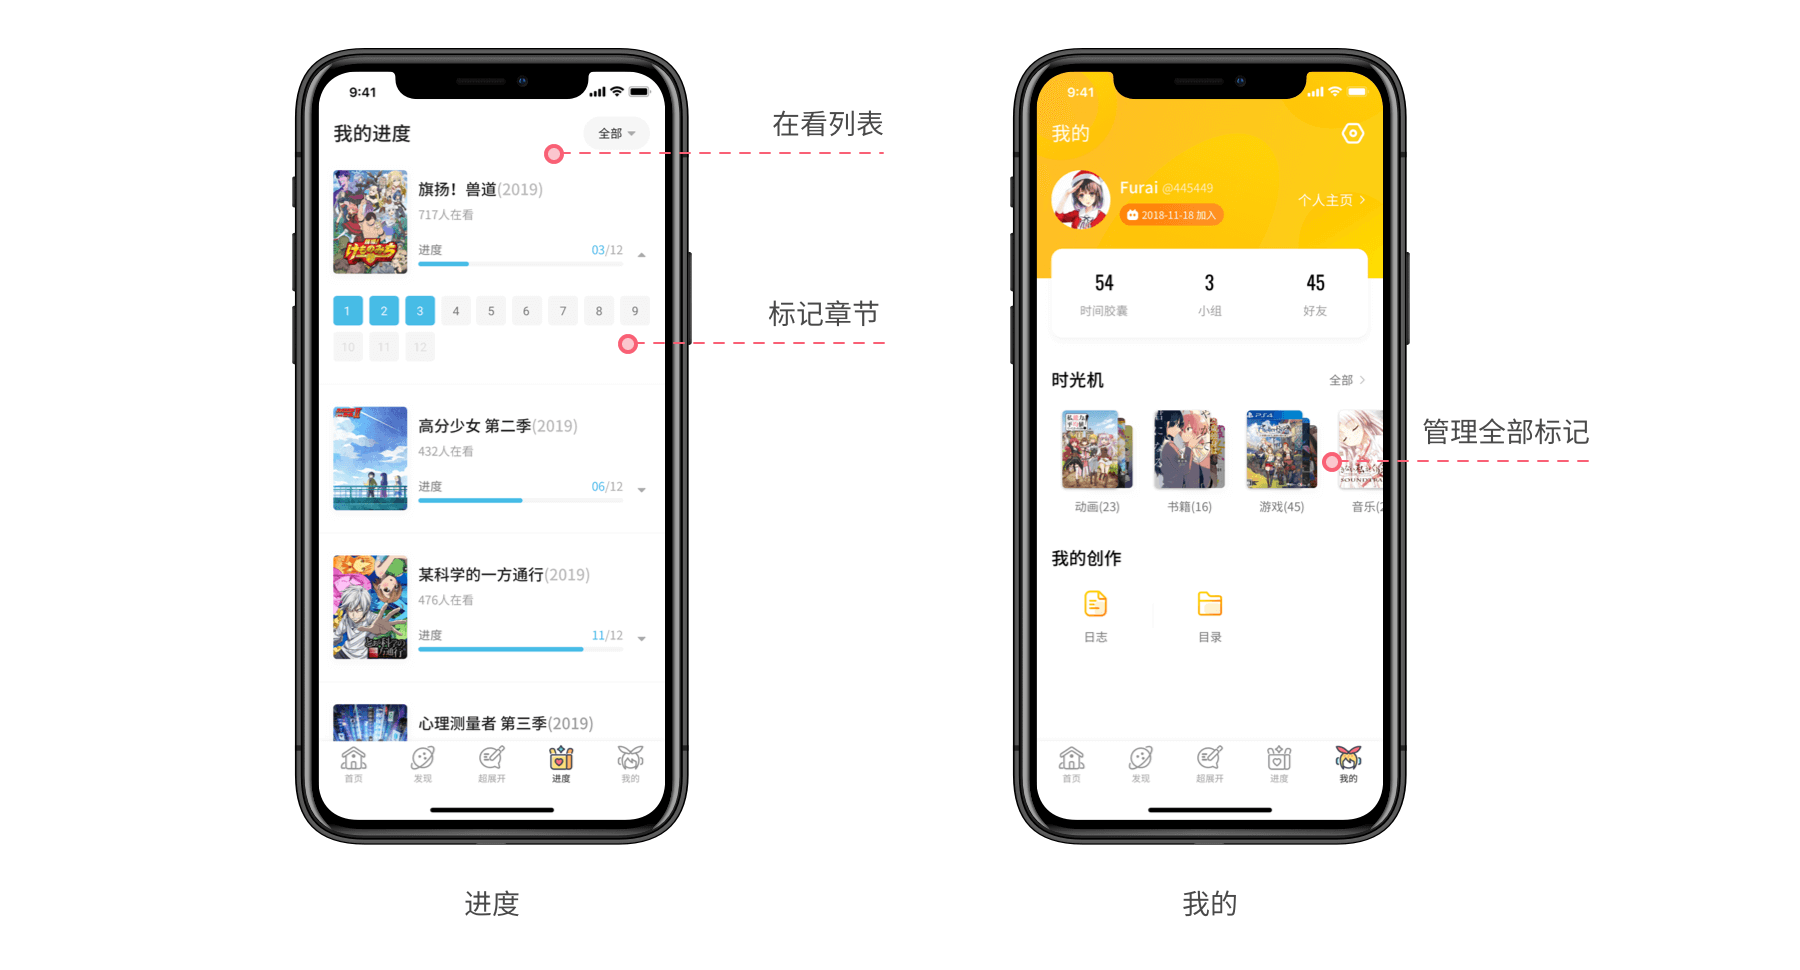 9:41
我的进度
全部
在看列表
旗扬！兽道(2019)
717人在看
进度 03/12
1 2 3 4 5 6 7 8 9
10 11 12
标记章节
高分少女 第二季(2019)
432人在看
进度 06/12
某科学的一方通行(2019)
476人在看
进度 11/12
心理测量者 第三季(2019)
首页 发现 超展开 进度 我的
进度
9:41
我的
Furai @445449
2018-11-18 加入
个人主页
54 3 45
时间胶囊 小组 好友
时光机 全部
PS4
SOUNDTRA
动画(23) 书籍(16) 游戏(45) 音乐(2
管理全部标记
我的创作
日志 目录
首页 发现 超展开 进度 我的
我的